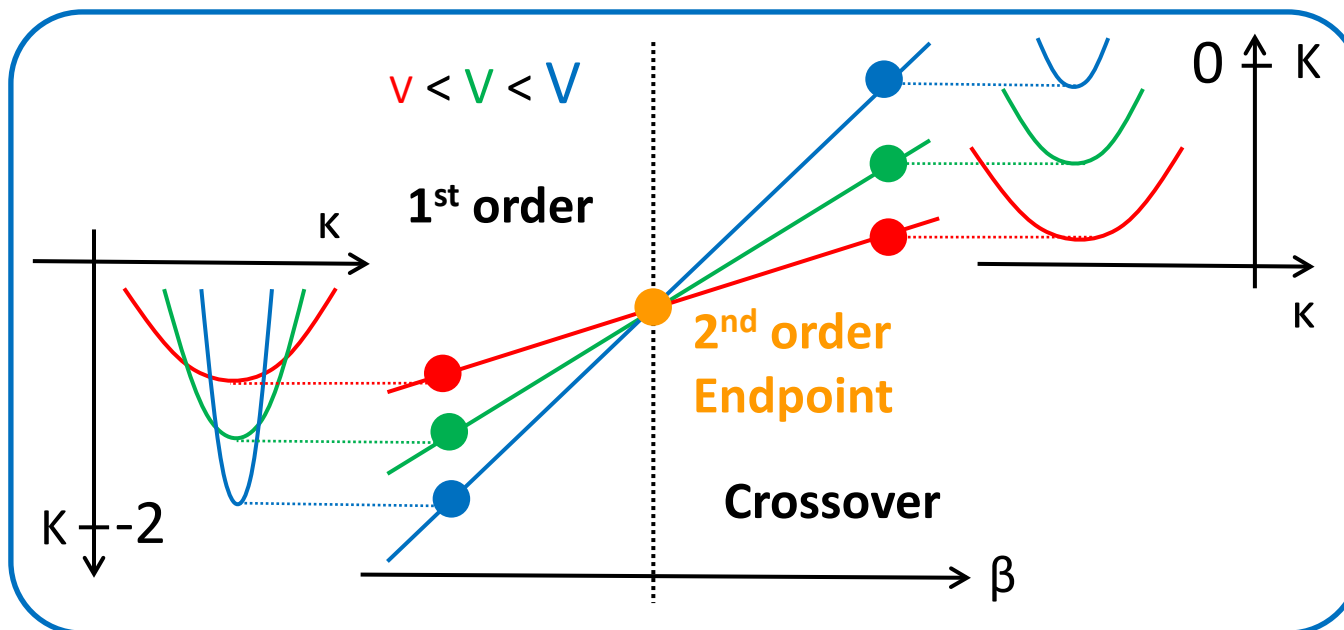 V < V < V
0 K
1st order
κ
κ
2nd order
Endpoint
K -2
Crossover
β